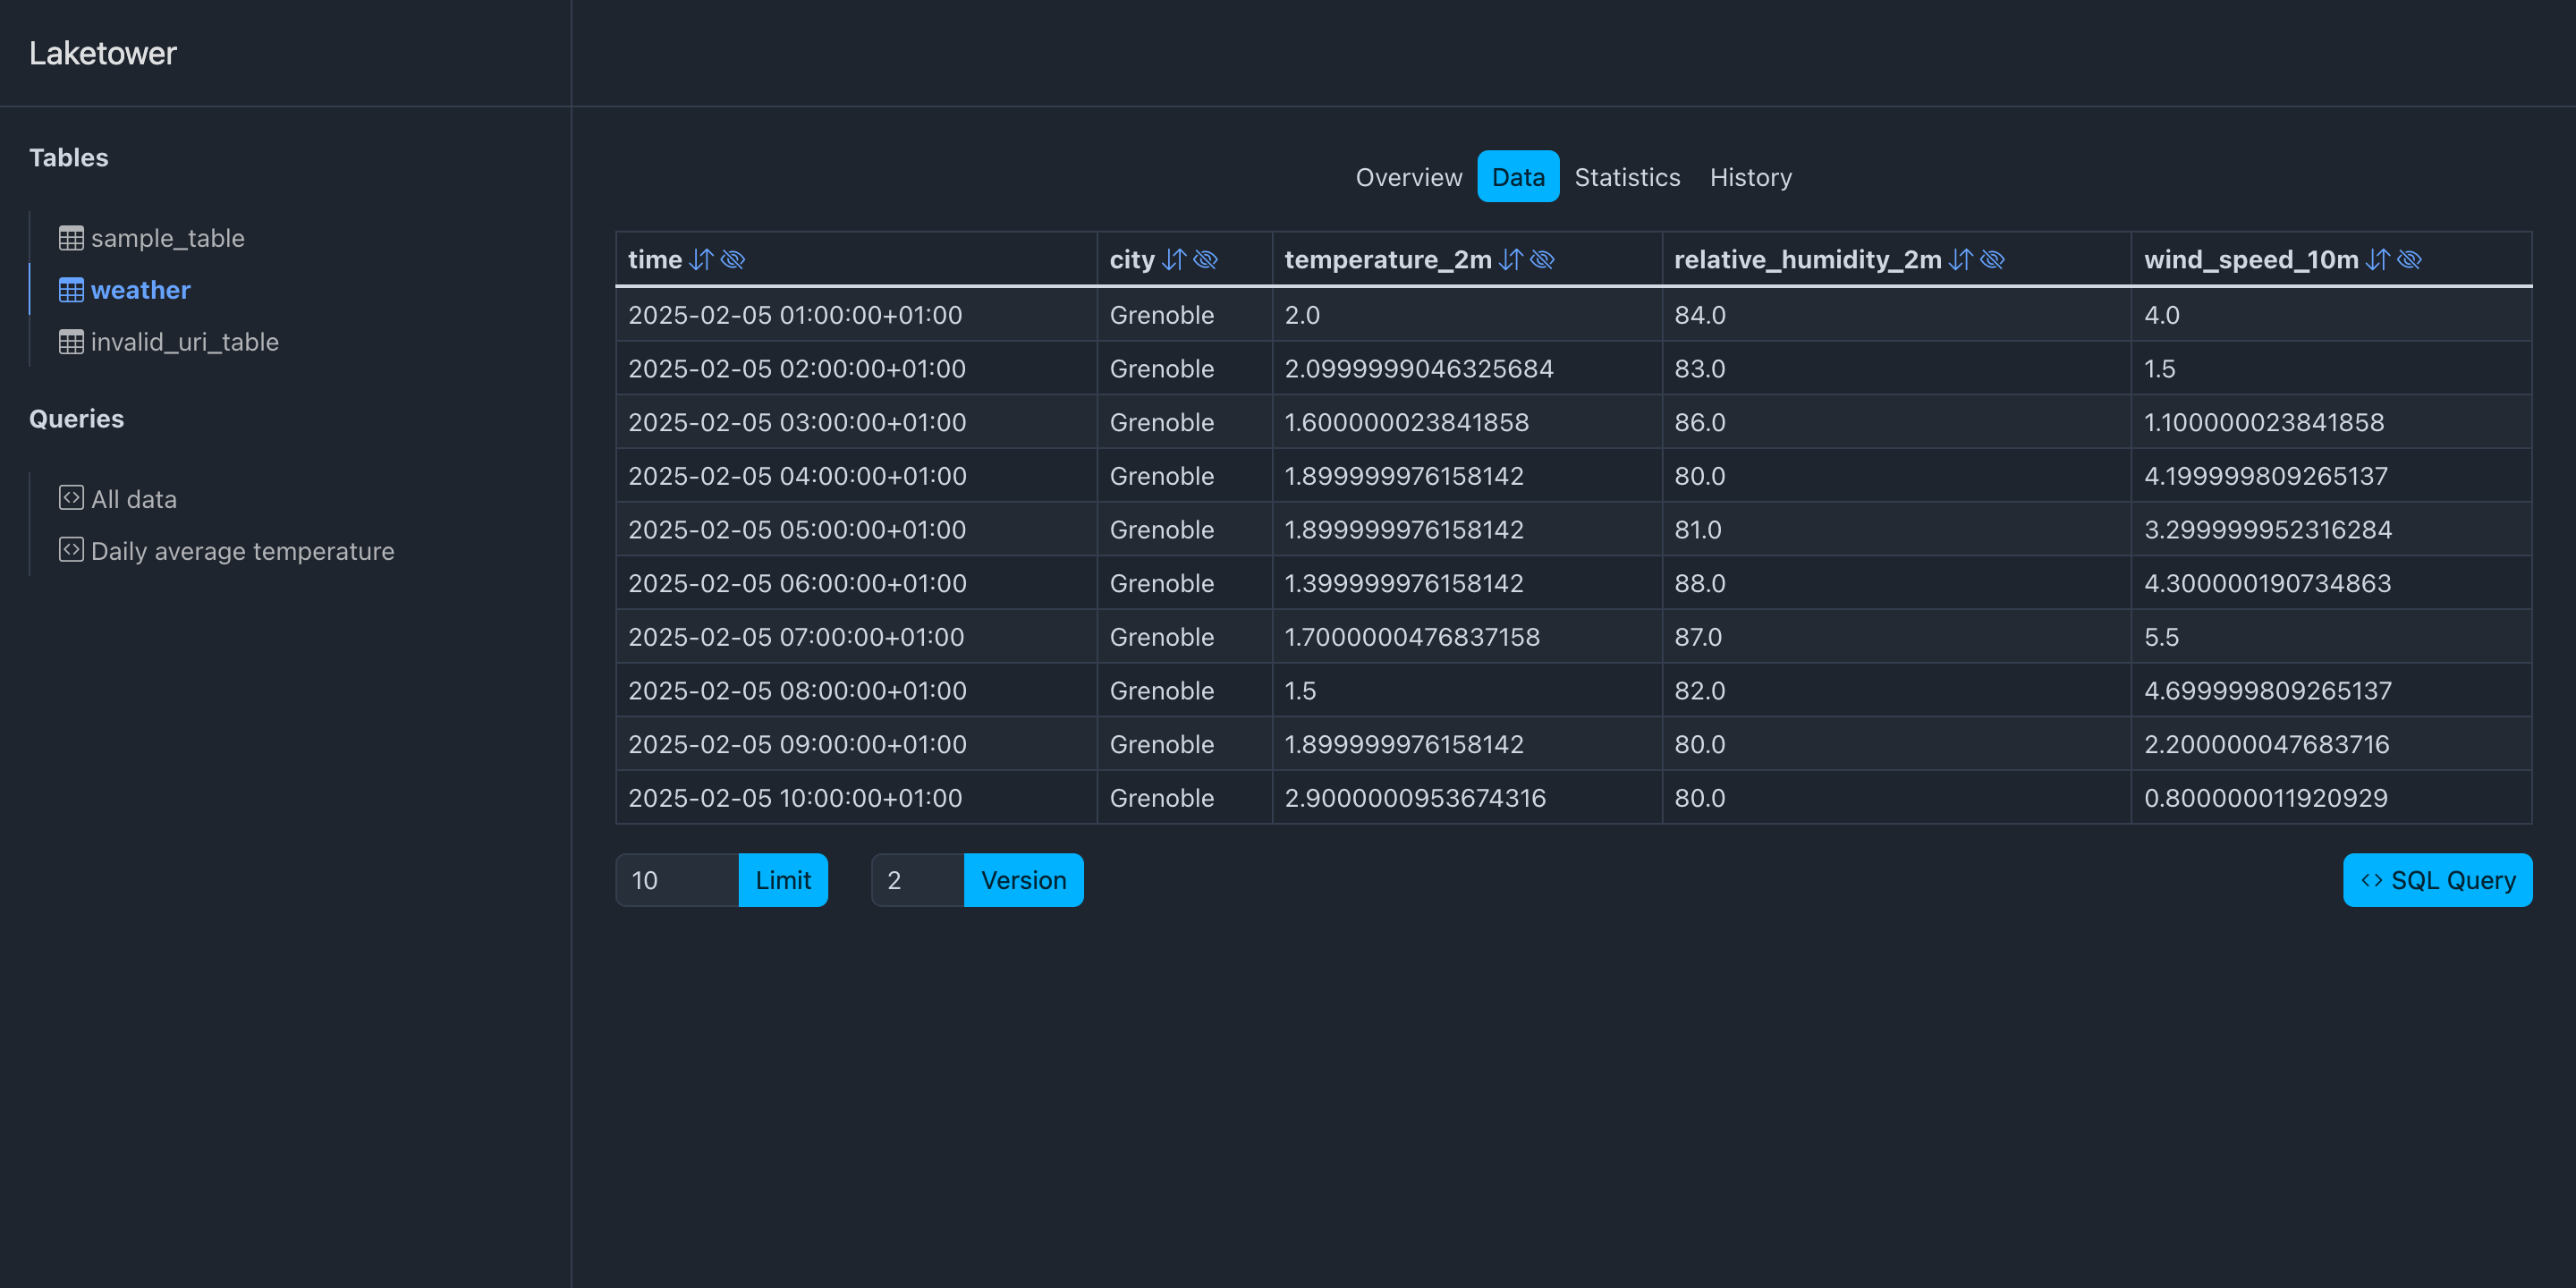 Laketower
Tables
sample_table
weather
invalid_uri_table
Queries
All data
Daily average temperature
Overview Data Statistics History
time city temperature_2m relative_humidity_2m wind_speed_10m
2025-02-05 01:00:00+01:00 Grenoble 2.0 84.0 4.0
2025-02-05 02:00:00+01:00 Grenoble 2.0999999046325684 83.0 1.5
2025-02-05 03:00:00+01:00 Grenoble 1.600000023841858 86.0 1.100000023841858
2025-02-05 04:00:00+01:00 Grenoble 1.899999976158142 80.0 4.199999809265137
2025-02-05 05:00:00+01:00 Grenoble 1.899999976158142 81.0 3.299999952316284
2025-02-05 06:00:00+01:00 Grenoble 1.399999976158142 88.0 4.300000190734863
2025-02-05 07:00:00+01:00 Grenoble 1.7000000476837158 87.0 5.5
2025-02-05 08:00:00+01:00 Grenoble 1.5 82.0 4.699999809265137
2025-02-05 09:00:00+01:00 Grenoble 1.899999976158142 80.0 2.200000047683716
2025-02-05 10:00:00+01:00 Grenoble 2.9000000953674316 80.0 0.800000011920929
10 Limit 2 Version <> SQL Query